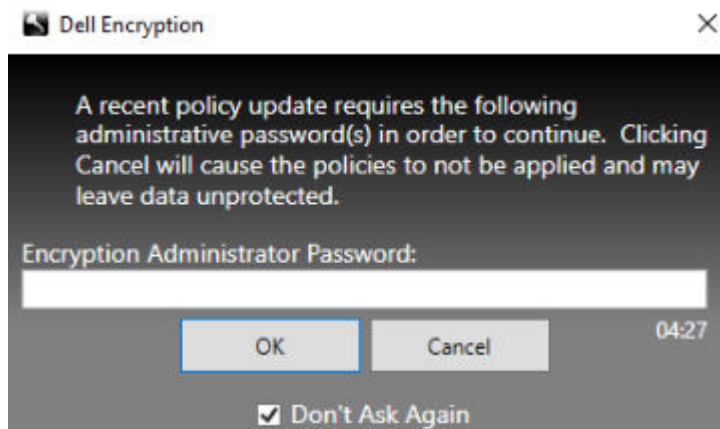 Dell Encryption
A recent policy update requires the following
administrative password(s) in order to continue.  Clicking
Cancel will cause the policies to not be applied and may
leave data unprotected.
Encryption Administrator Password:
OK
Cancel
04:27
Don't Ask Again